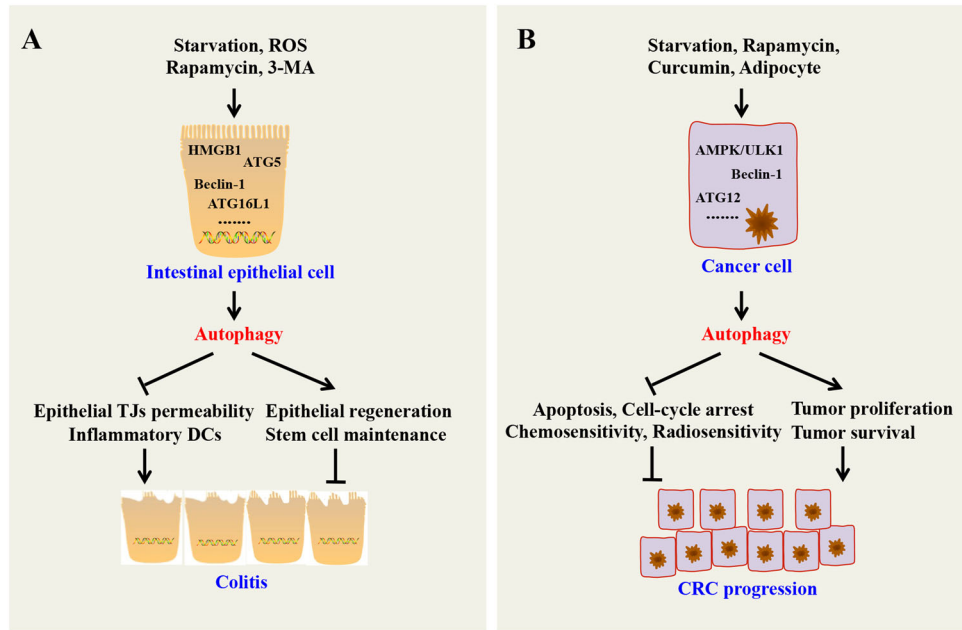 A
Starvation, ROS
Rapamycin, 3-MA
HMGB1
ATG5
Beclin-1
ATG16L1
.......
Intestinal epithelial cell
Autophagy
Epithelial TJs permeability
Inflammatory DCs
Epithelial regeneration
Stem cell maintenance
Colitis
B
Starvation, Rapamycin,
Curcumin, Adipocyte
AMPK/ULK1
Beclin-1
ATG12
.......
Cancer cell
Autophagy
Apoptosis, Cell-cycle arrest
Chemosensitivity, Radiosensitivity
Tumor proliferation
Tumor survival
CRC progression